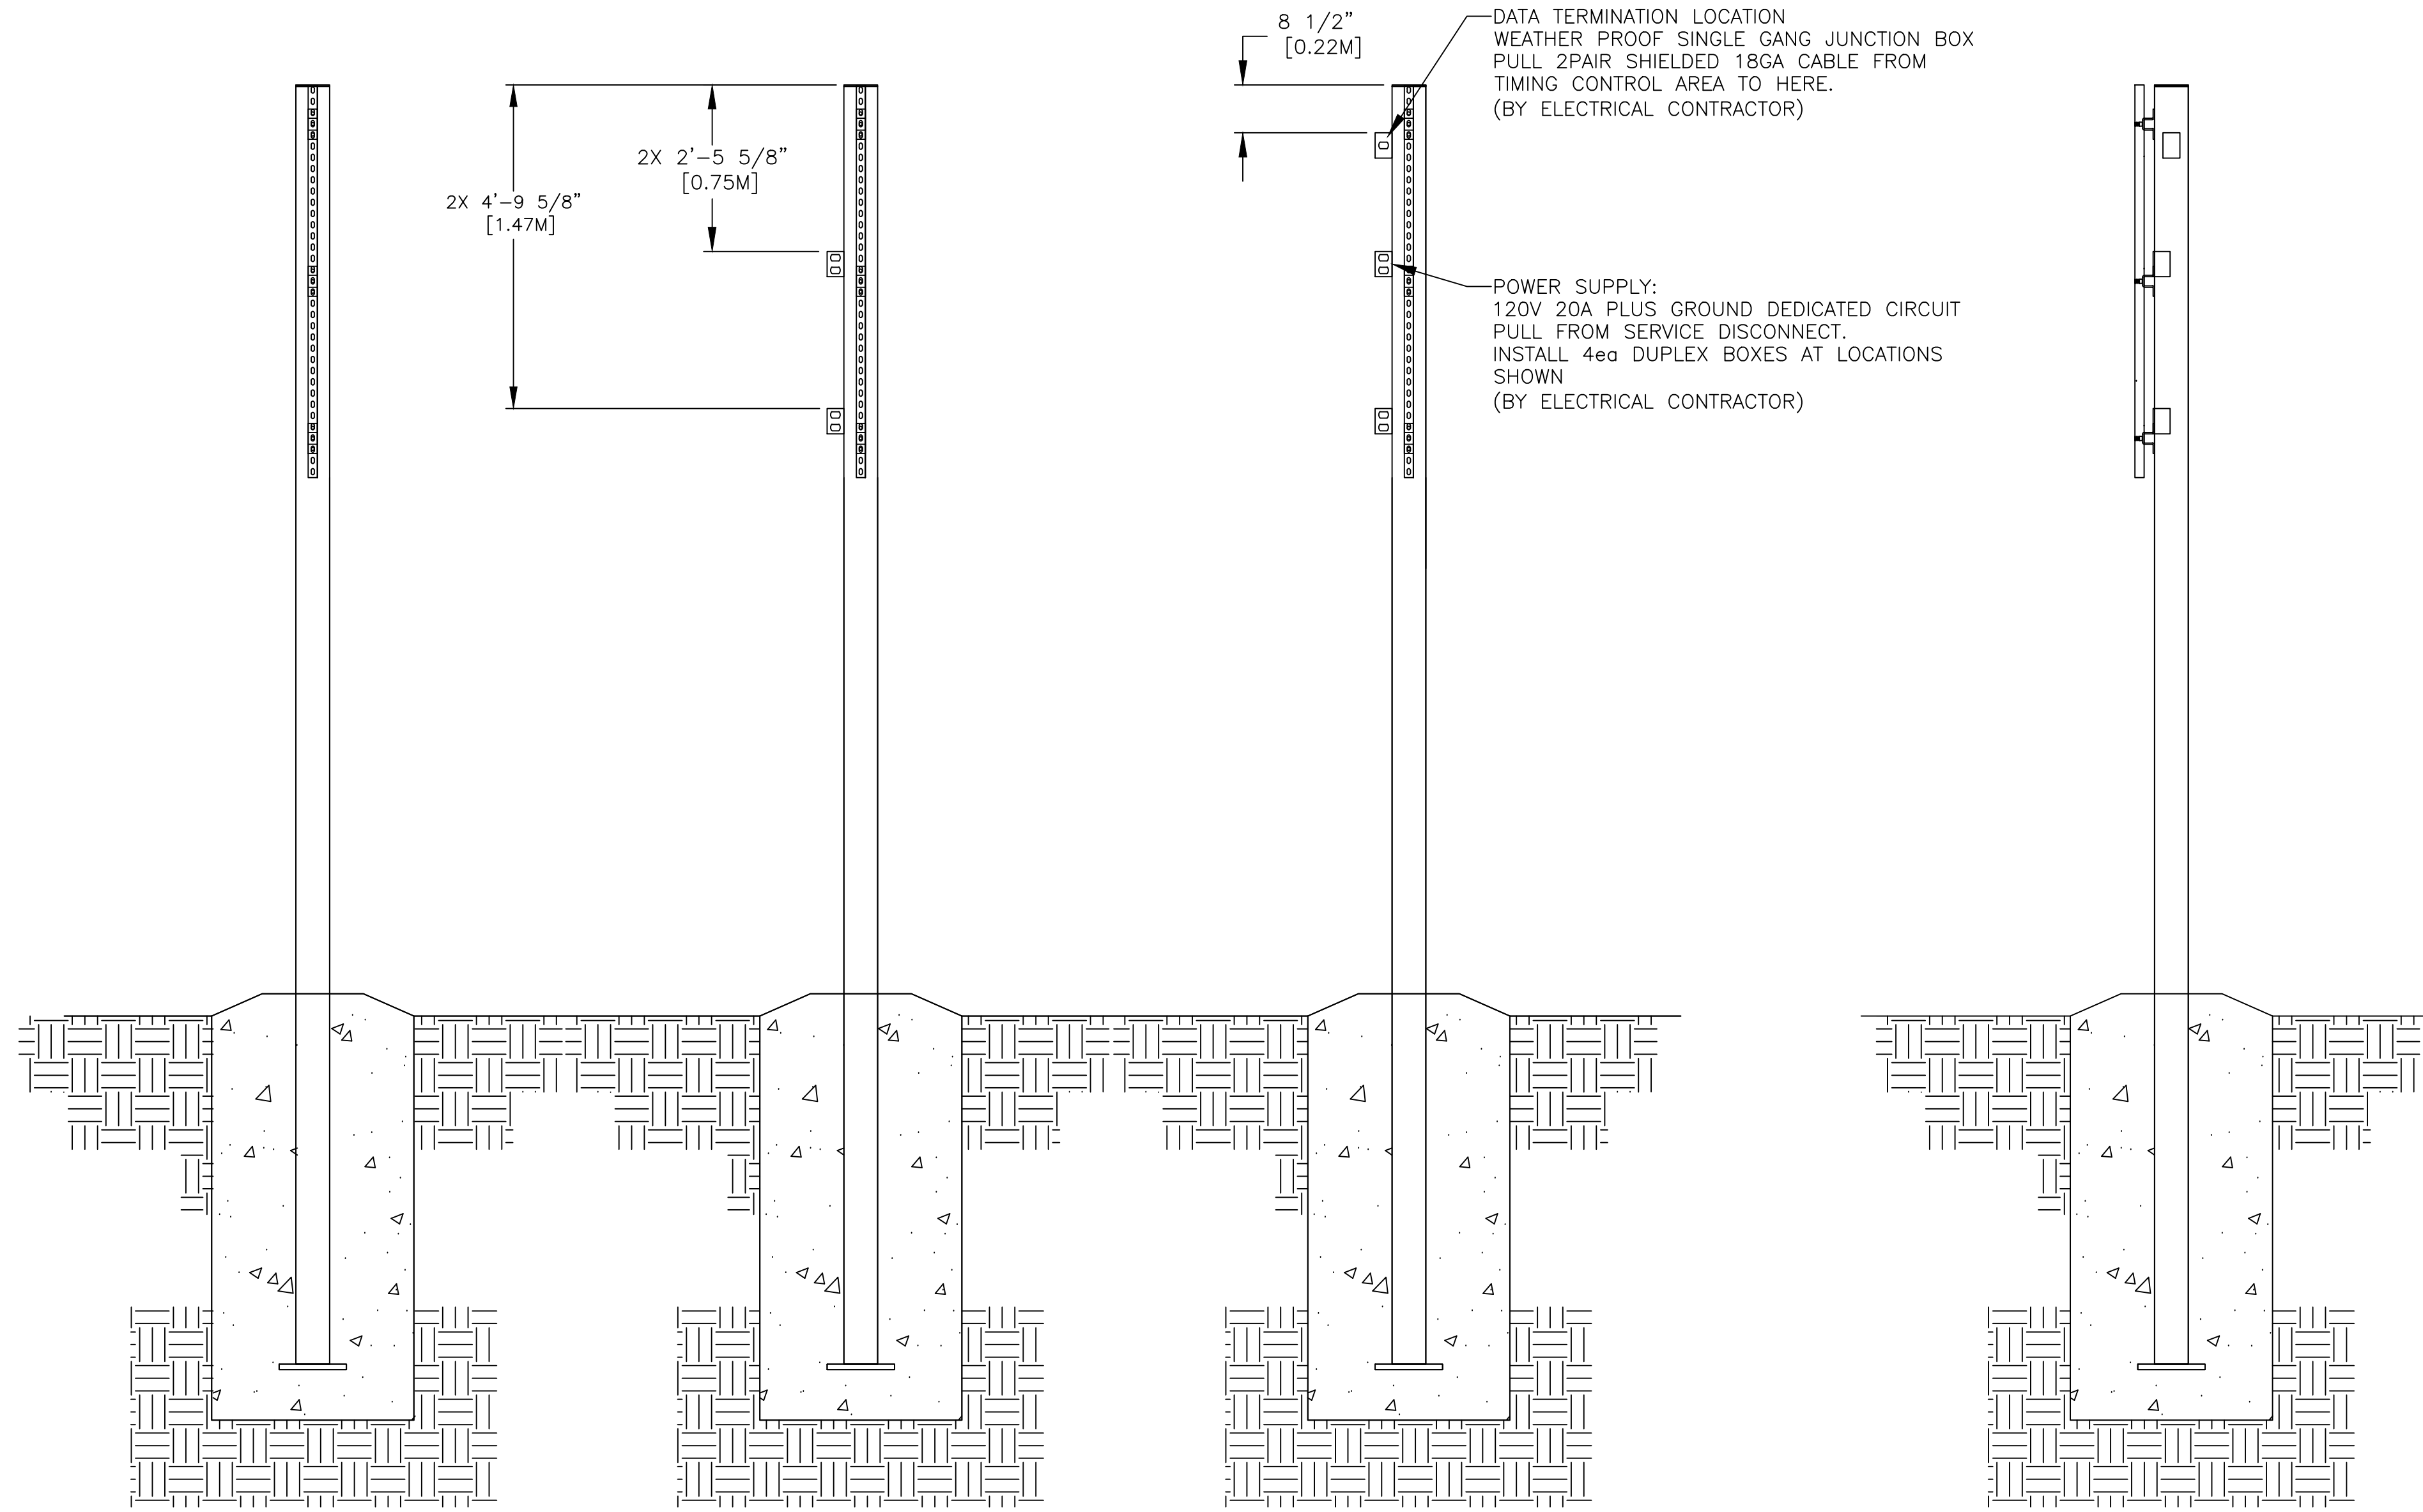 8 1/2”
[0.22M]
DATA TERMINATION LOCATION
WEATHER PROOF SINGLE GANG JUNCTION BOX
PULL 2PAIR SHIELDED 18GA CABLE FROM
TIMING CONTROL AREA TO HERE.
(BY ELECTRICAL CONTRACTOR)
2X 2'-5 5/8”
[0.75M]
2X 4'-9 5/8”
[1.47M]
POWER SUPPLY:
120V 20A PLUS GROUND DEDICATED CIRCUIT
PULL FROM SERVICE DISCONNECT.
INSTALL 4ea DUPLEX BOXES AT LOCATIONS
SHOWN
(BY ELECTRICAL CONTRACTOR)